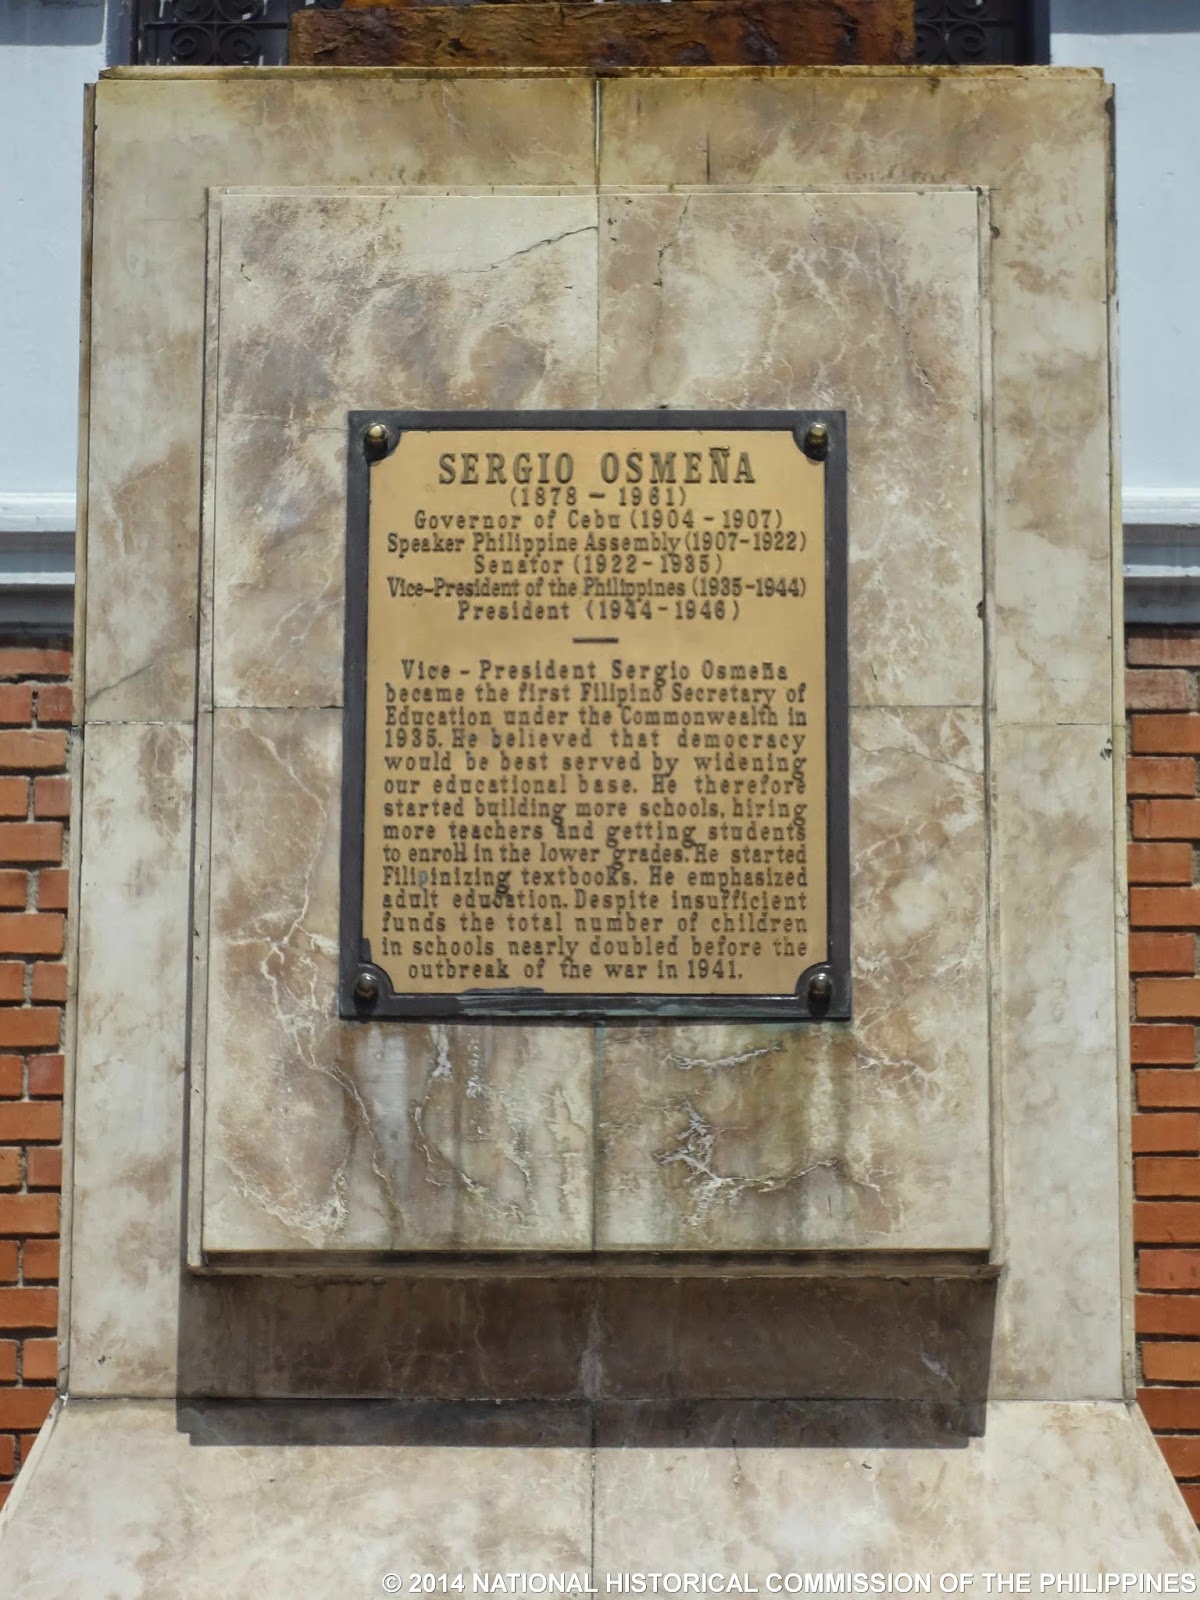 SERGIO OSMEÑA
(1878 - 1961)
Governor of Cebu (1904 - 1907)
Speaker Philippine Assembly (1907-1922)
Senator (1922 - 1935)
Vice-President of the Philippines (1935-1944)
President (1944-1946)
Vice - President Sergio Osmeña
became the first Filipino Secretary of
Education under the Commonwealth in
1935. He believed that democracy
would be best served by widening
our educational base. He therefore
started building more schools, hiring
more teachers and getting students
to enroll in the lower grades. He started
Filipinizing textbooks. He emphasized
adult education. Despite insufficient
funds the total number of children
in schools nearly doubled before the
outbreak of the war in 1941.
© 2014 NATIONAL HISTORICAL COMMISSION OF THE PHILIPPINES